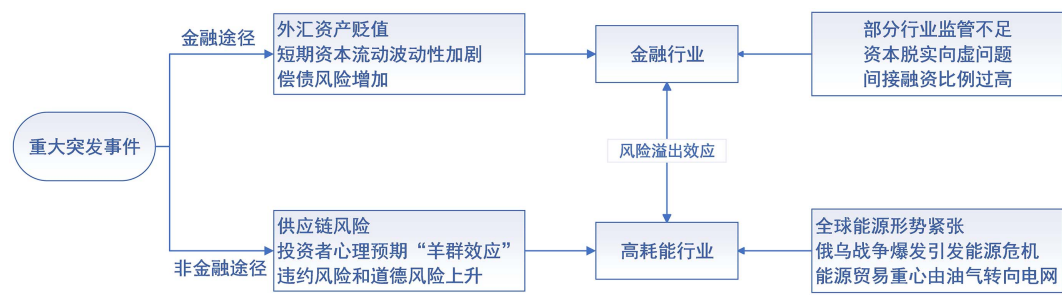 重大突发事件
金融途径
外汇资产贬值
短期资本流动波动性加剧
偿债风险增加
金融行业
部分行业监管不足
资本脱实向虚问题
间接融资比例过高
风险溢出效应
非金融途径
供应链风险
投资者心理预期“羊群效应”
违约风险和道德风险上升
高耗能行业
全球能源形势紧张
俄乌战争爆发引发能源危机
能源贸易重心由油气转向电网